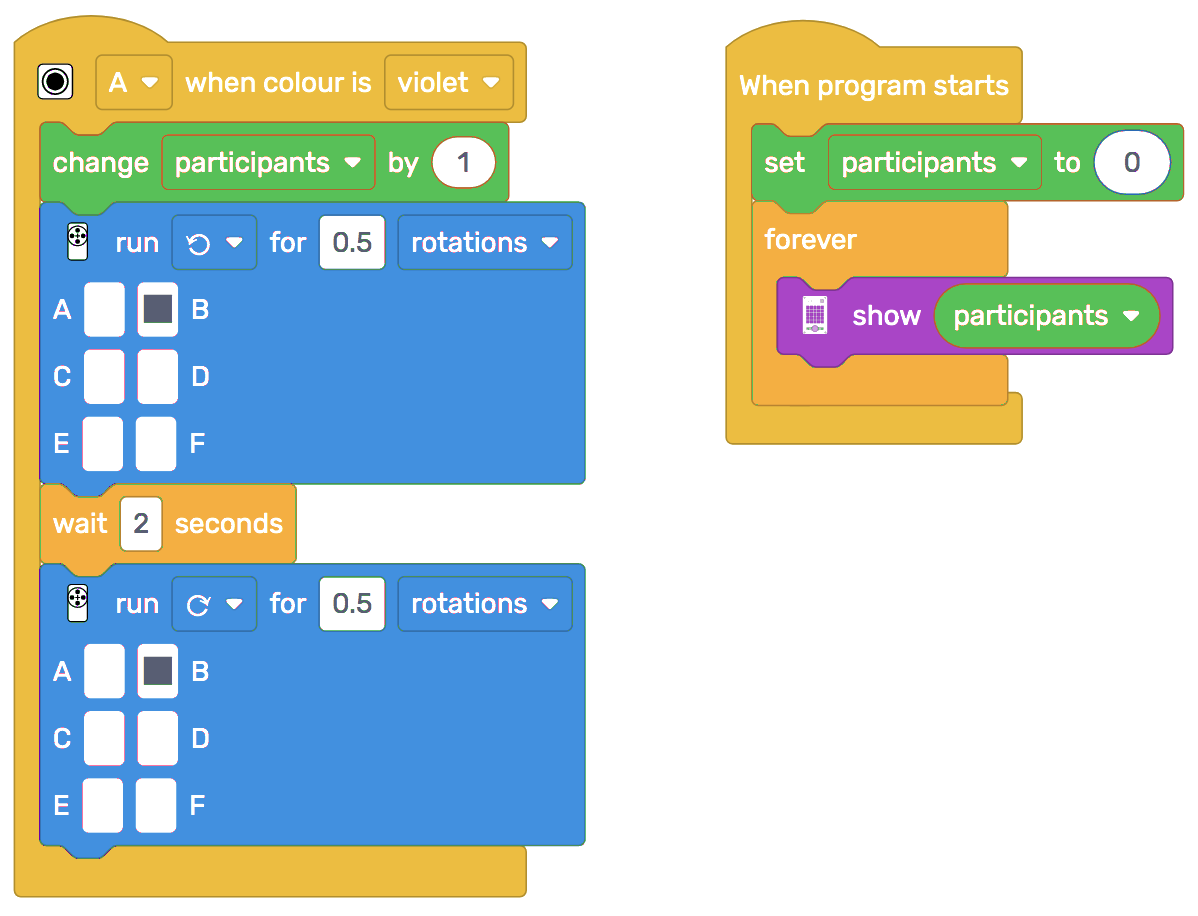 A when colour is violet
change participants by 1
run for 0.5 rotations
A B
C D
E F
wait 2 seconds
run for 0.5 rotations
A B
C D
E F
When program starts
set participants to 0
forever
show participants